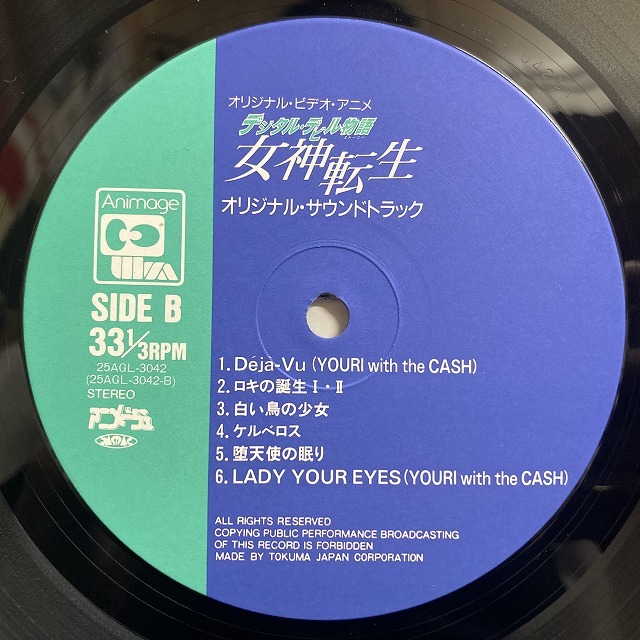 オリジナル・ビデオ・アニメ
デジタル・デビル物語
女神転生
オリジナル・サウンドトラック
Animage
SIDE B
33 1/3RPM
25AGL-3042
(25AGL-3042-B)
STEREO
アニメージュ
JASRAC
1. Déjà-Vu (YOURI with the CASH)
2. ロキの誕生I・II
3. 白い鳥の少女
4. ケルベロス
5. 堕天使の眠り
6. LADY YOUR EYES (YOURI with the CASH)
ALL RIGHTS RESERVED
COPYING PUBLIC PERFORMANCE BROADCASTING
OF THIS RECORD IS FORBIDDEN
MADE BY TOKUMA JAPAN CORPORATION